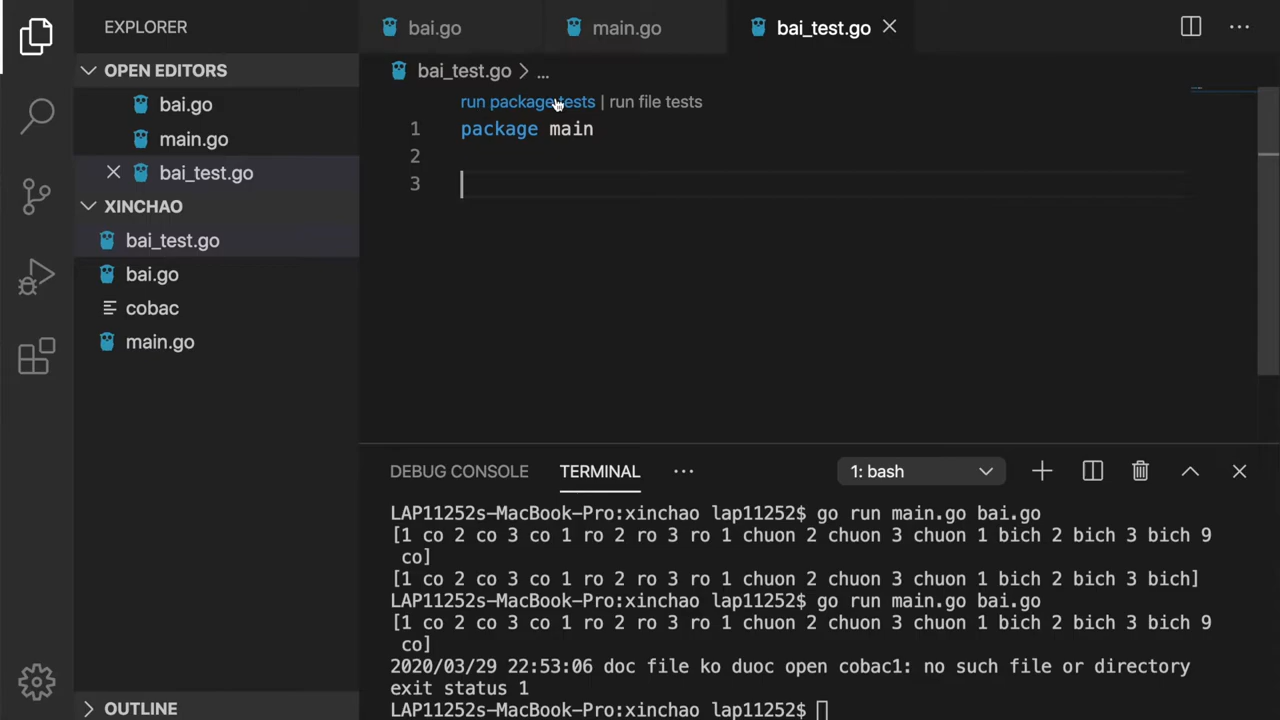 EXPLORER
OPEN EDITORS
bai.go
main.go
bai_test.go
XINCHAO
bai_test.go
bai.go
cobac
main.go
OUTLINE
bai.go
main.go
bai_test.go
bai_test.go > ...
run package tests | run file tests
1 package main
2
3
DEBUG CONSOLE
TERMINAL
1: bash
LAP11252s-MacBook-Pro:xinchao lap11252$ go run main.go bai.go
[1 co 2 co 3 co 1 ro 2 ro 3 ro 1 chuon 2 chuon 3 chuon 1 bich 2 bich 3 bich 9
co]
[1 co 2 co 3 co 1 ro 2 ro 3 ro 1 chuon 2 chuon 3 chuon 1 bich 2 bich 3 bich]
LAP11252s-MacBook-Pro:xinchao lap11252$ go run main.go bai.go
[1 co 2 co 3 co 1 ro 2 ro 3 ro 1 chuon 2 chuon 3 chuon 1 bich 2 bich 3 bich 9
co]
2020/03/29 22:53:06 doc file ko duoc open cobac1: no such file or directory
exit status 1
LAP11252s-MacBook-Pro:xinchao lap11252$